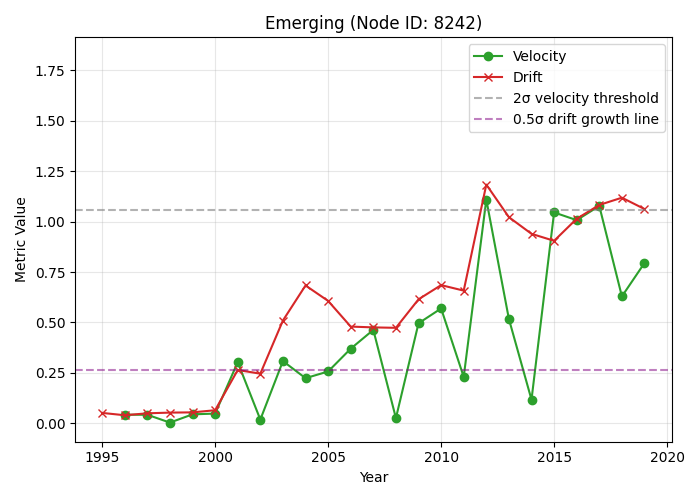 Emerging (Node ID: 8242)
Velocity
Drift
2σ velocity threshold
0.5σ drift growth line
Metric Value
1.75
1.50
1.25
1.00
0.75
0.50
0.25
0.00
1995
2000
2005
2010
2015
2020
Year